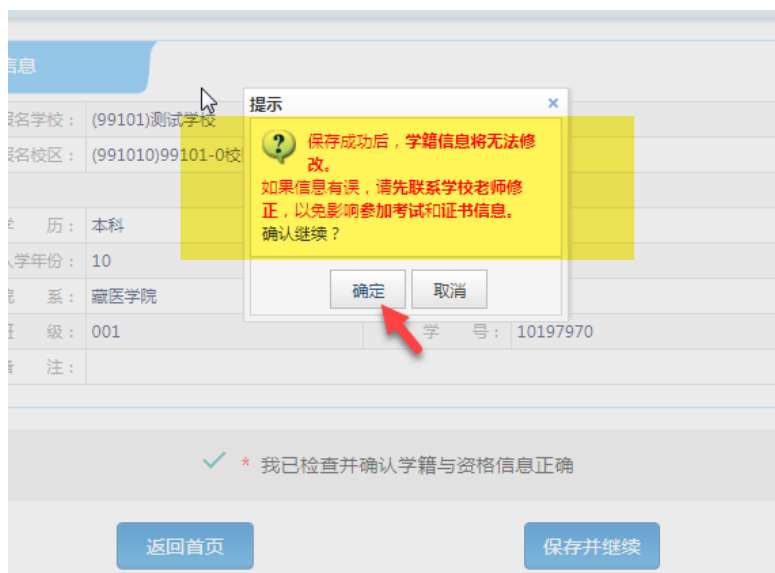 信息
提示
报名学校： (99101)测试学校
保存成功后，学籍信息将无法修
改。
报名校区： (991010)99101-0校
如果信息有误，请先联系学校老师修
正，以免影响参加考试和证书信息。
学 历： 本科
确认继续？
入学年份： 10
院 系： 藏医学院
确定 取消
班 级： 001 学 号： 10197970
备 注：
* 我已检查并确认学籍与资格信息正确
返回首页 保存并继续